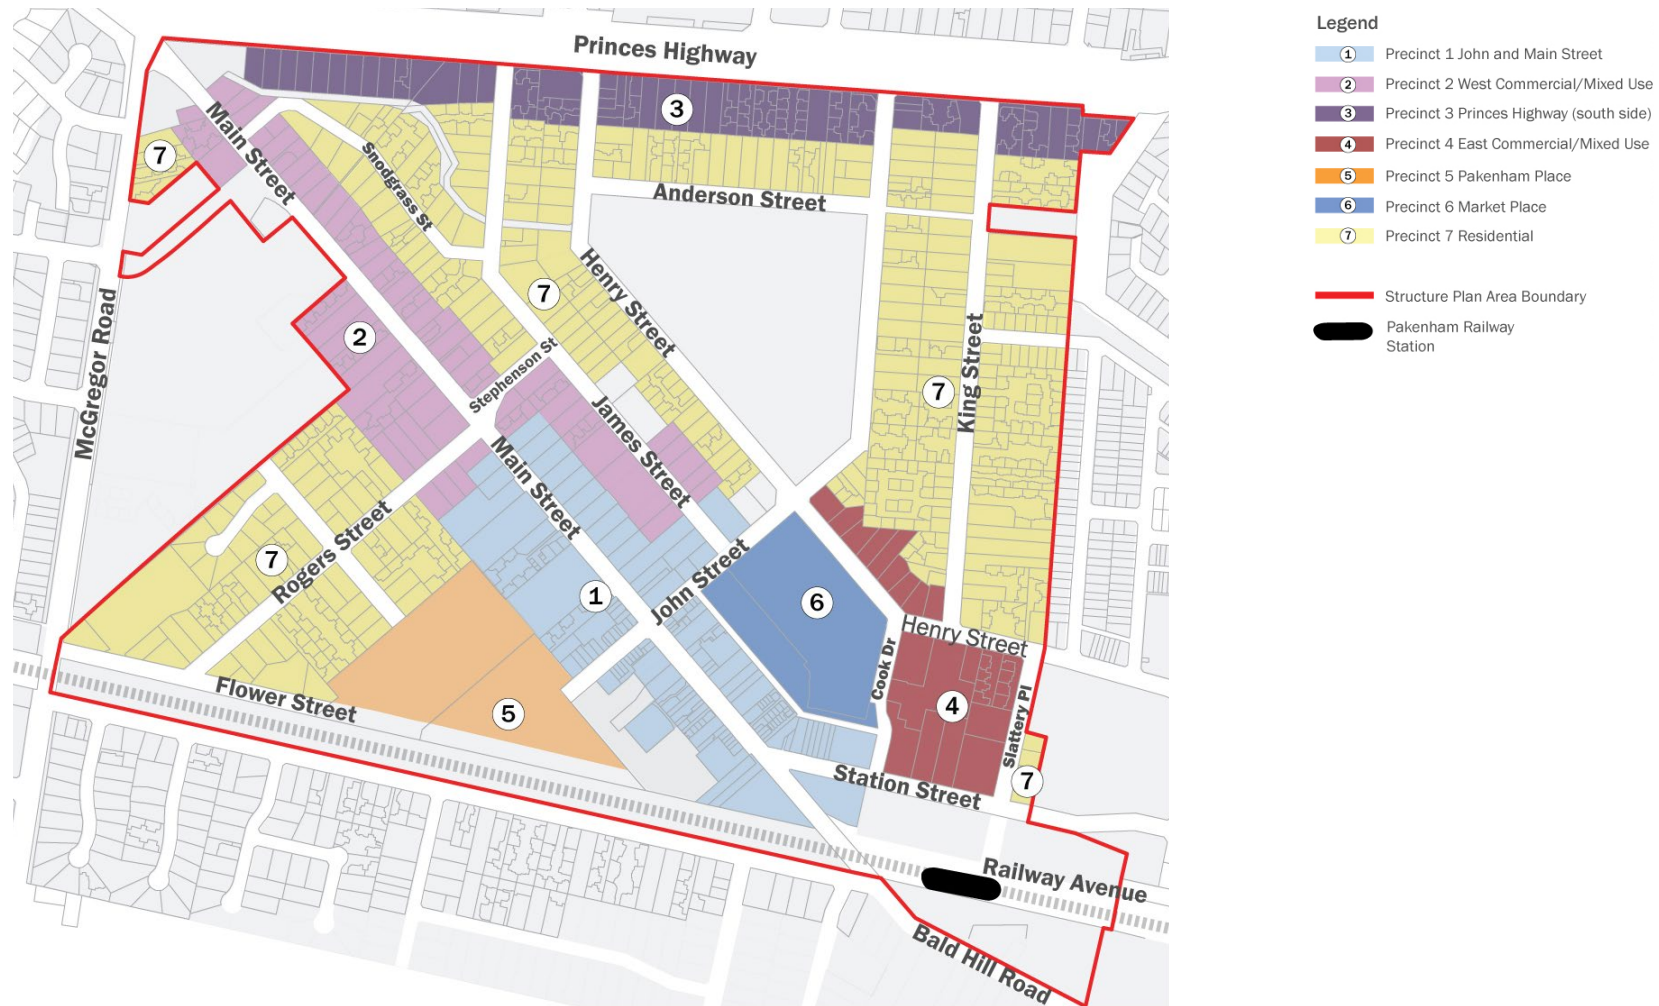 Princes Highway
3
Main Street
7
Snodgrass St
Anderson Street
Henry Street
7
McGregor Road
2
Stephenson St
King Street
7
James Street
Main Street
Rogers Street
7
John Street
1
6
Henry Street
Cook Dr
4
Slattery Pl
Flower Street
5
Station Street
7
Railway Avenue
Bald Hill Road
Legend
1 Precinct 1 John and Main Street
2 Precinct 2 West Commercial/Mixed Use
3 Precinct 3 Princes Highway (south side)
4 Precinct 4 East Commercial/Mixed Use
5 Precinct 5 Pakenham Place
6 Precinct 6 Market Place
7 Precinct 7 Residential
Structure Plan Area Boundary
Pakenham Railway
Station